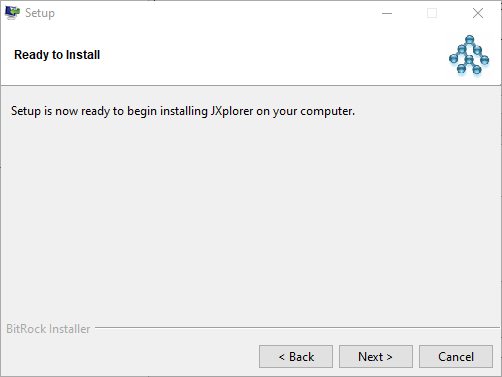 Setup
Ready to Install
Setup is now ready to begin installing JXplorer on your computer.
BitRock Installer
< Back
Next >
Cancel